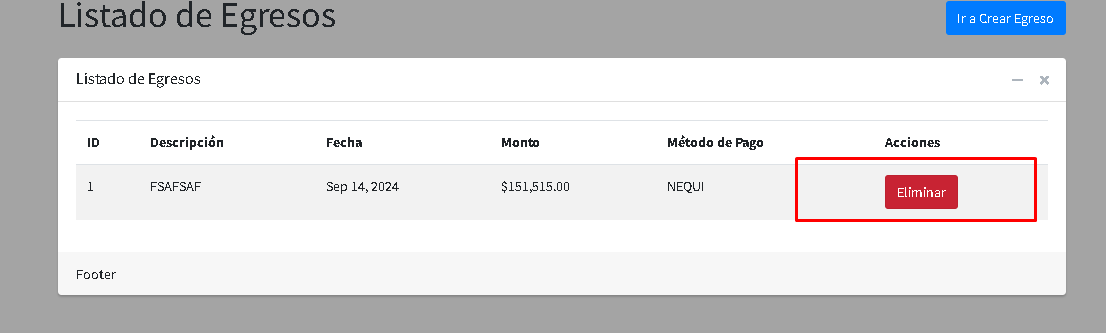 Listado de Egresos
Ir a Crear Egreso
Listado de Egresos
ID Descripción Fecha Monto Método de Pago Acciones
1 FSAFSAF Sep 14, 2024 $151,515.00 NEQUI Eliminar
Footer